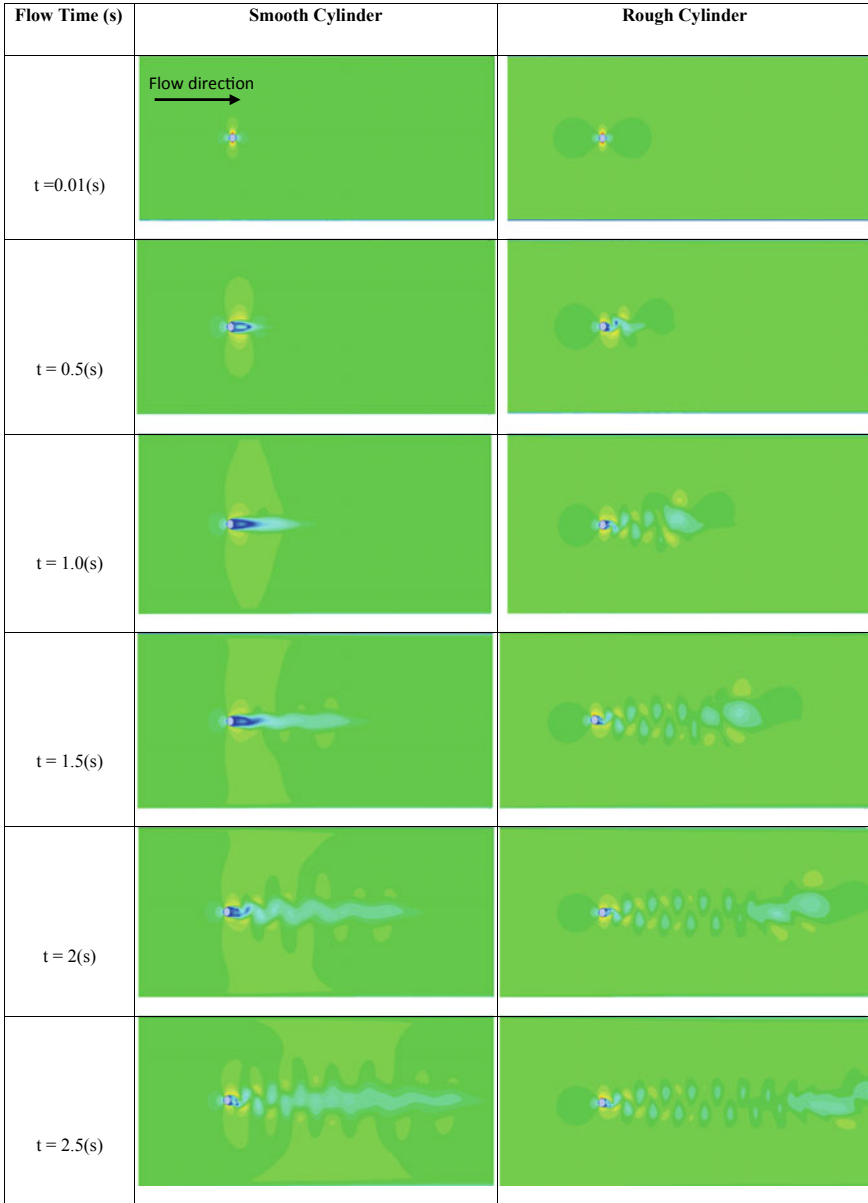 Flow Time (s)
Smooth Cylinder
Rough Cylinder
Flow direction
t =0.01(s)
t = 0.5(s)
t = 1.0(s)
t = 1.5(s)
t = 2(s)
t = 2.5(s)